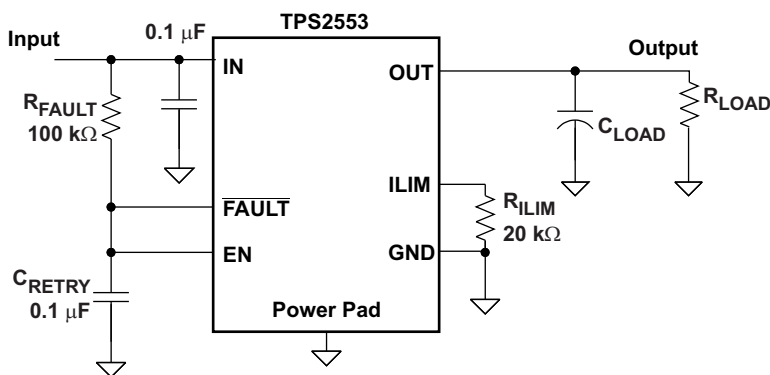 TPS2553
Input
0.1 μF
IN
OUT
Output
R_FAULT
100 kΩ
C_LOAD
R_LOAD
ILIM
FAULT
R_ILIM
20 kΩ
EN
GND
C_RETRY
0.1 μF
Power Pad